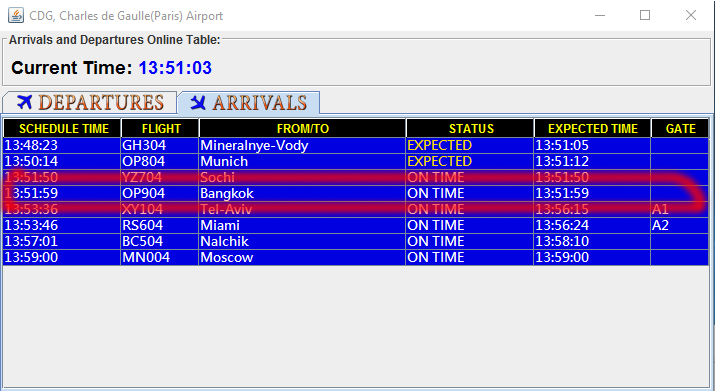 CDG, Charles de Gaulle(Paris) Airport
Arrivals and Departures Online Table:
Current Time: 13:51:03
DEPARTURES ARRIVALS
SCHEDULE TIME FLIGHT FROM/TO STATUS EXPECTED TIME GATE
13:48:23 GH304 Mineralnye-Vody EXPECTED 13:51:05
13:50:14 OP804 Munich EXPECTED 13:51:12
13:51:50 YZ704 Sochi ON TIME 13:51:50
13:51:59 OP904 Bangkok ON TIME 13:51:59
13:53:36 XY104 Tel-Aviv ON TIME 13:56:15 A1
13:53:46 RS604 Miami ON TIME 13:56:24 A2
13:57:01 BC504 Nalchik ON TIME 13:58:10
13:59:00 MN004 Moscow ON TIME 13:59:00